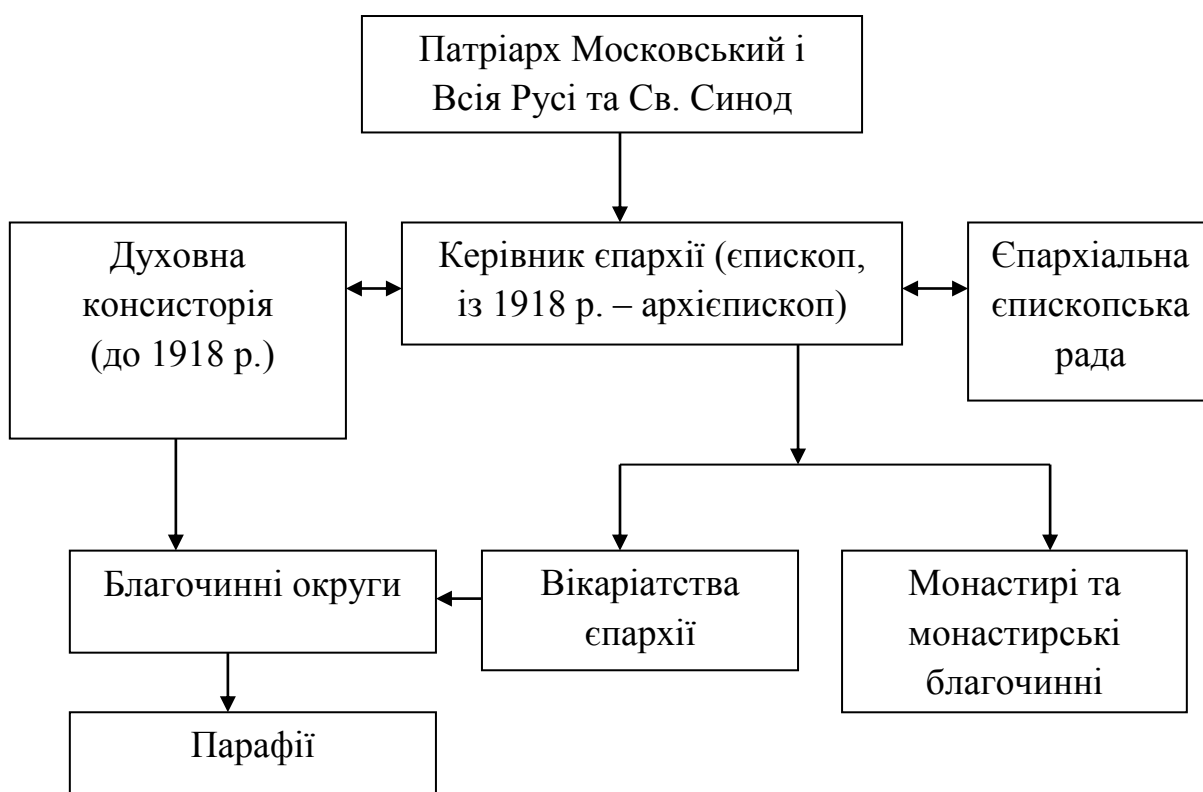 Патріарх Московський і
Всія Русі та Св. Синод
Духовна
консисторія
(до 1918 р.)
Керівник єпархії (єпископ,
із 1918 р. – архієпископ)
Єпархіальна
єпископська
рада
Благочинні округи
Вікаріатства
єпархії
Монастирі та
монастирські
благочинні
Парафії